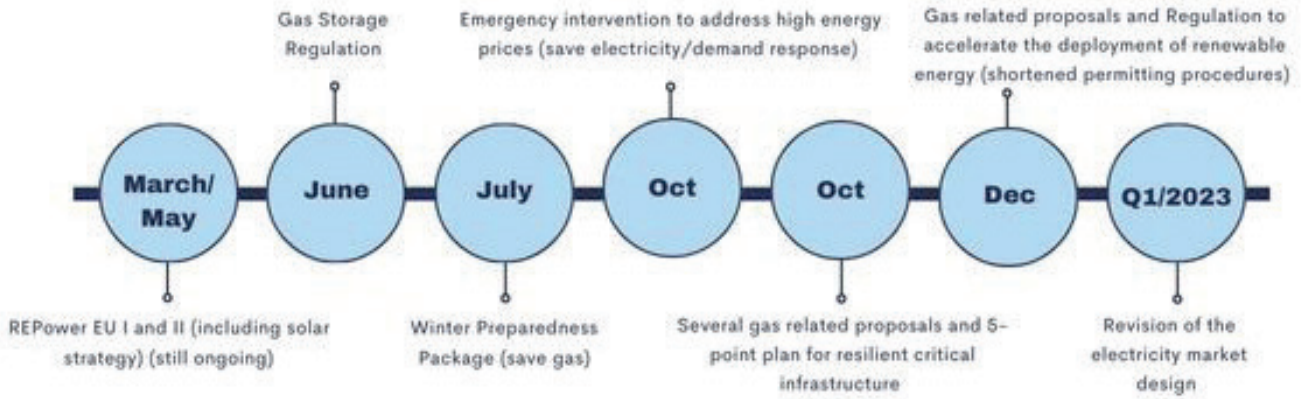 Gas Storage
Regulation
Emergency intervention to address high energy
prices (save electricity/demand response)
Gas related proposals and Regulation to
accelerate the deployment of renewable
energy (shortened permitting procedures)
March/
May
June
July
Oct
Oct
Dec
Q1/2023
REPower EU I and II (including solar
strategy) (still ongoing)
Winter Preparedness
Package (save gas)
Several gas related proposals and 5-
point plan for resilient critical
infrastructure
Revision of the
electricity market
design